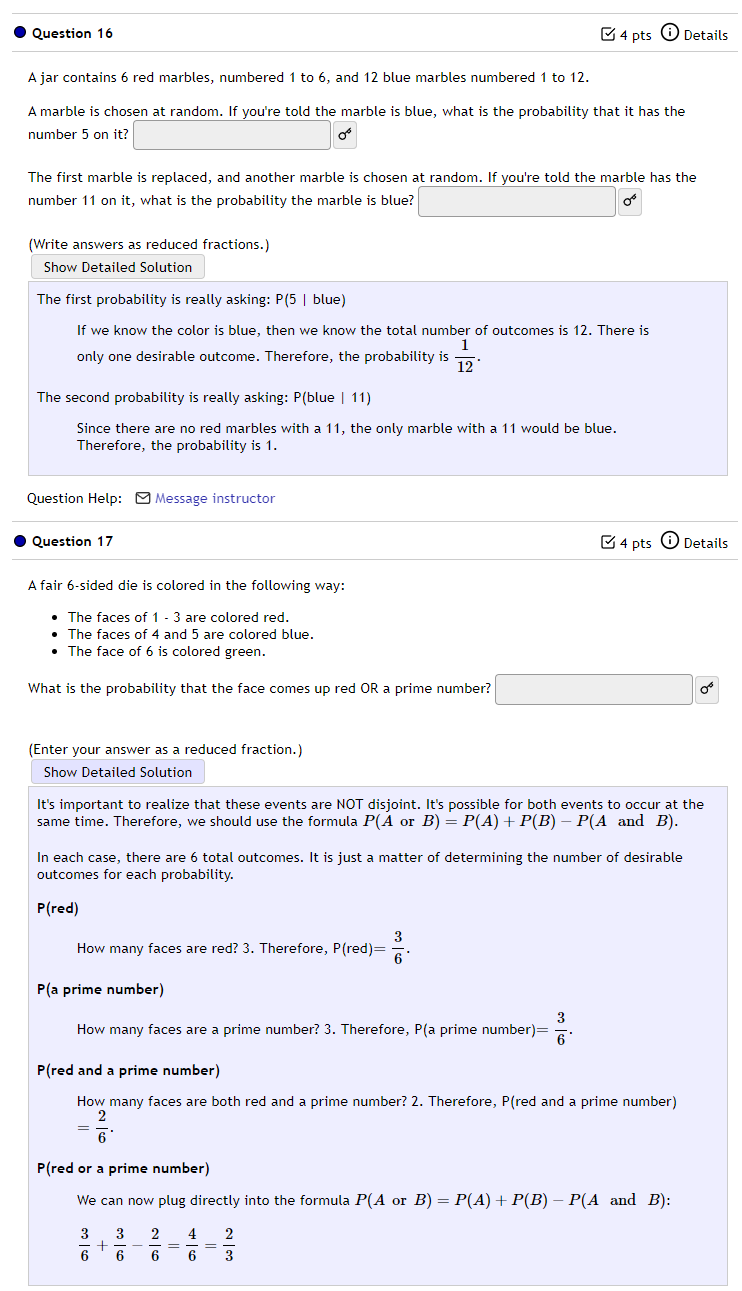 Question 16
4 pts
Details
A jar contains 6 red marbles, numbered 1 to 6, and 12 blue marbles numbered 1 to 12.
A marble is chosen at random. If you're told the marble is blue, what is the probability that it has the
number 5 on it?
The first marble is replaced, and another marble is chosen at random. If you're told the marble has the
number 11 on it, what is the probability the marble is blue?
(Write answers as reduced fractions.)
Show Detailed Solution
The first probability is really asking: P(5 | blue)
If we know the color is blue, then we know the total number of outcomes is 12. There is
only one desirable outcome. Therefore, the probability is 1/12.
The second probability is really asking: P(blue | 11)
Since there are no red marbles with a 11, the only marble with a 11 would be blue.
Therefore, the probability is 1.
Question Help: Message instructor
Question 17
4 pts
Details
A fair 6-sided die is colored in the following way:
• The faces of 1 - 3 are colored red.
• The faces of 4 and 5 are colored blue.
• The face of 6 is colored green.
What is the probability that the face comes up red OR a prime number?
(Enter your answer as a reduced fraction.)
Show Detailed Solution
It's important to realize that these events are NOT disjoint. It's possible for both events to occur at the
same time. Therefore, we should use the formula P(A or B) = P(A) + P(B) − P(A and B).
In each case, there are 6 total outcomes. It is just a matter of determining the number of desirable
outcomes for each probability.
P(red)
How many faces are red? 3. Therefore, P(red)= 3/6.
P(a prime number)
How many faces are a prime number? 3. Therefore, P(a prime number)= 3/6.
P(red and a prime number)
How many faces are both red and a prime number? 2. Therefore, P(red and a prime number)
= 2/6.
P(red or a prime number)
We can now plug directly into the formula P(A or B) = P(A) + P(B) − P(A and B):
3/6 + 3/6 − 2/6 = 4/6 = 2/3